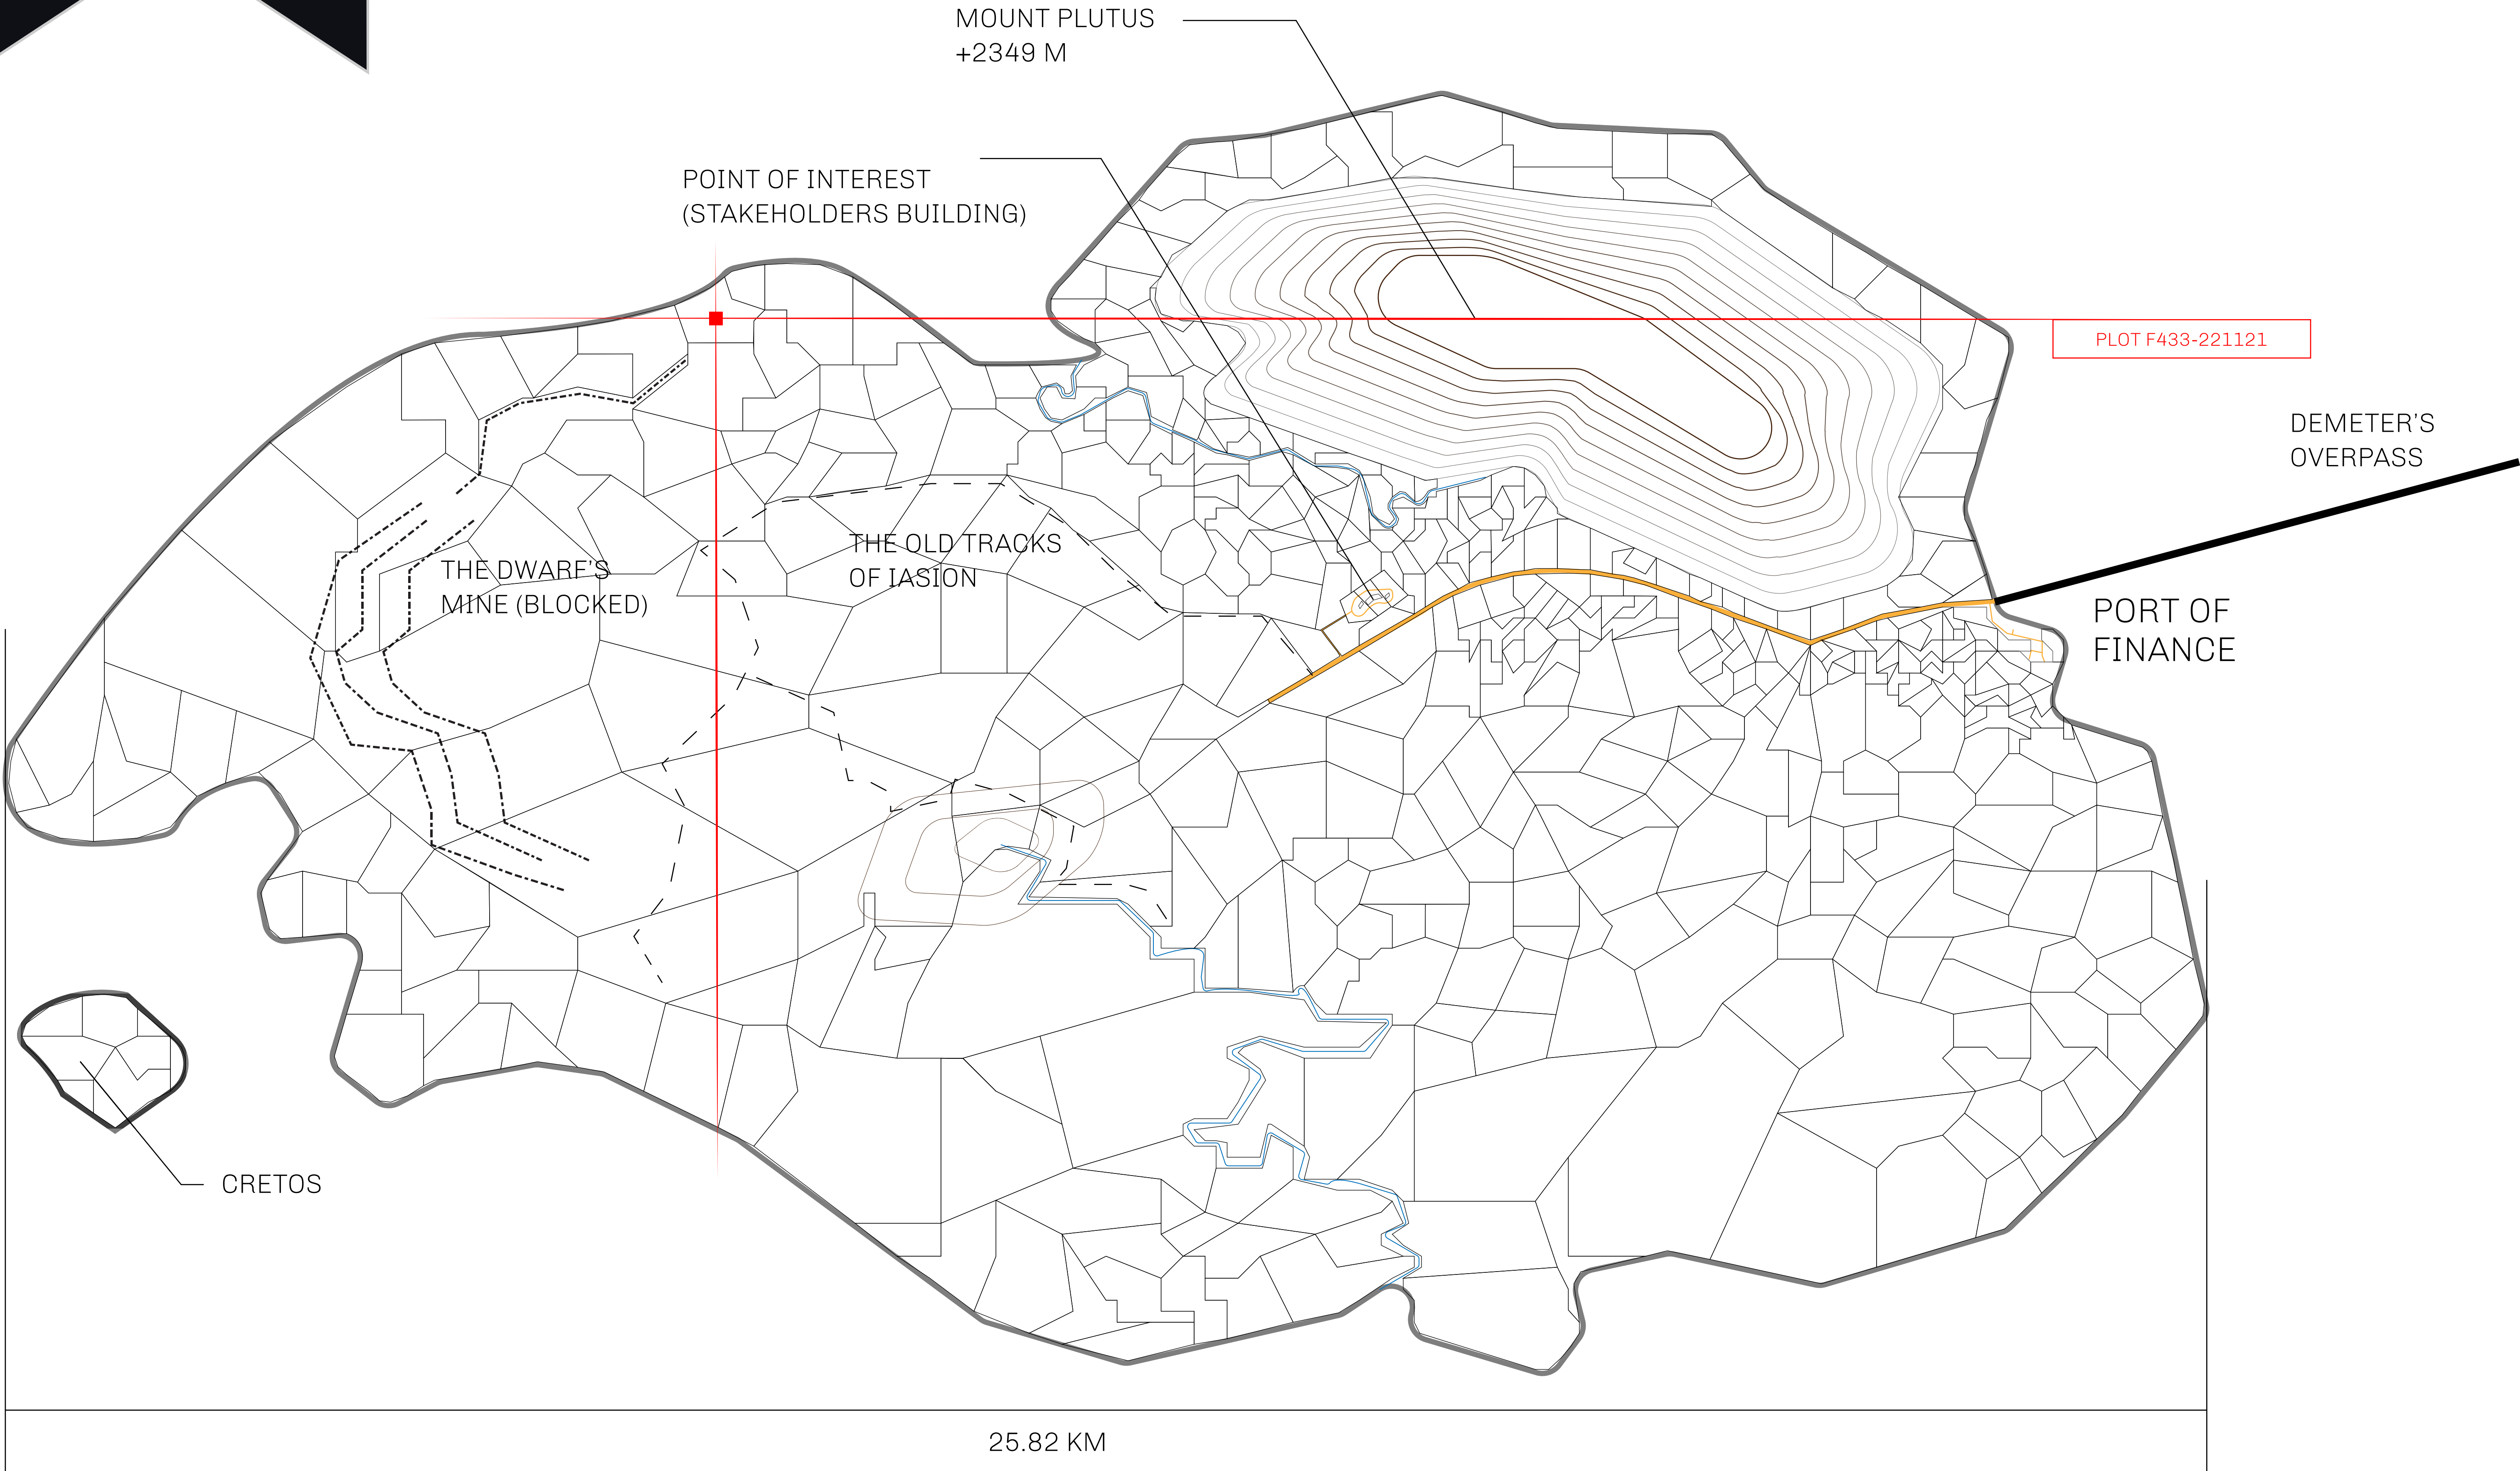 MOUNT PLUTUS
+2349 M
POINT OF INTEREST
(STAKEHOLDERS BUILDING)
PLOT F433-221121
DEMETER'S
OVERPASS
THE OLD TRACKS
OF IASION
THE DWARF'S
MINE (BLOCKED)
PORT OF
FINANCE
CRETOS
25.82 KM